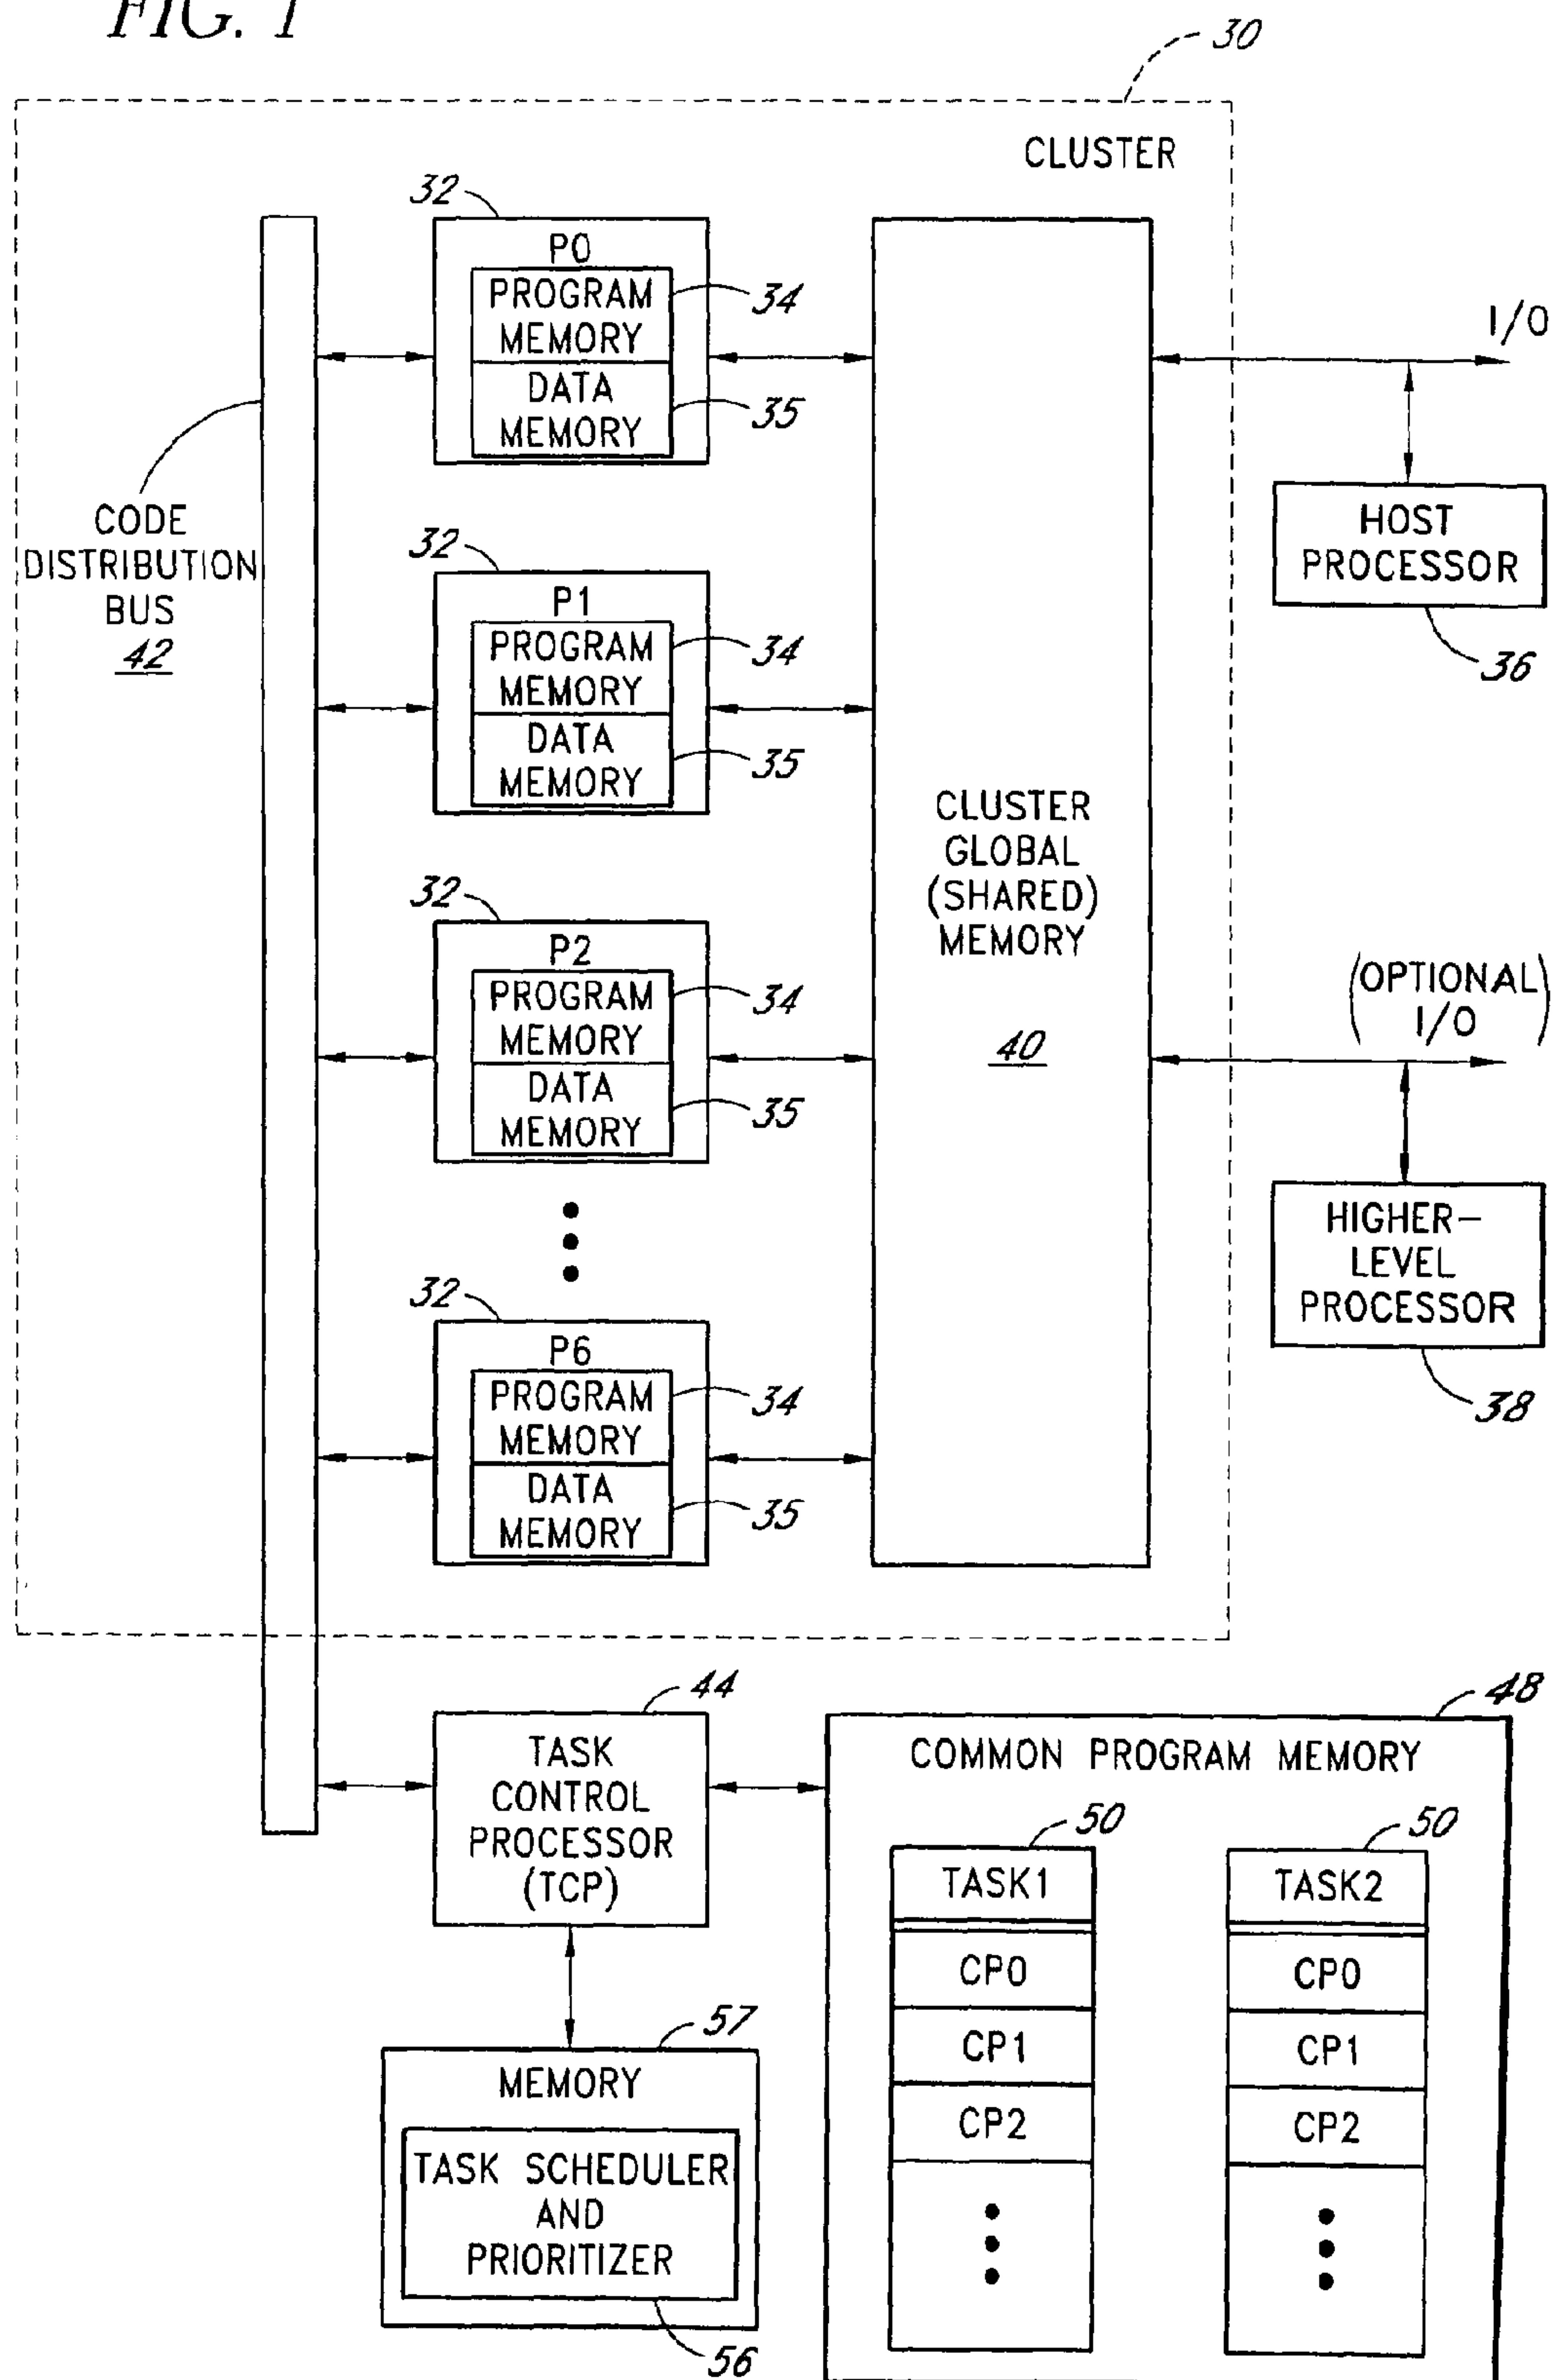 FIG. 1
30
CLUSTER
32
P0
PROGRAM
MEMORY
34
DATA
MEMORY
35
I/O
CODE
DISTRIBUTION
BUS
42
HOST
PROCESSOR
36
32
P1
PROGRAM
MEMORY
34
DATA
MEMORY
35
CLUSTER
GLOBAL
(SHARED)
MEMORY
40
32
P2
PROGRAM
MEMORY
34
DATA
MEMORY
35
(OPTIONAL)
I/O
HIGHER-
LEVEL
PROCESSOR
38
32
P6
PROGRAM
MEMORY
34
DATA
MEMORY
35
44
TASK
CONTROL
PROCESSOR
(TCP)
48
COMMON PROGRAM MEMORY
50
TASK1
CP0
CP1
CP2
50
TASK2
CP0
CP1
CP2
57
MEMORY
TASK SCHEDULER
AND
PRIORITIZER
56